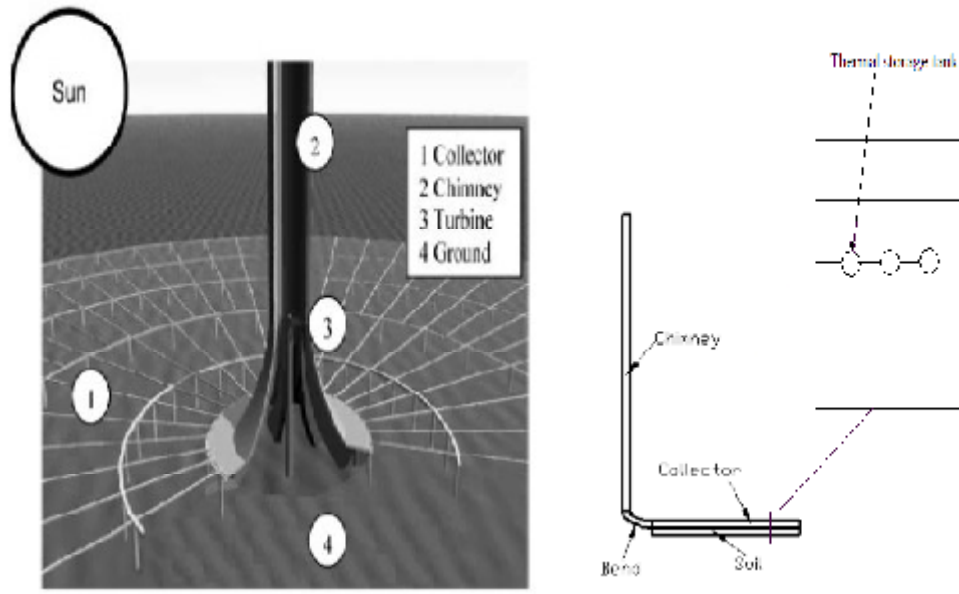 Sun
2
1 Collector
2 Chimney
3 Turbine
4 Ground
3
1
4
Thermal storage tank
Chimney
Collector
Soil
Bend